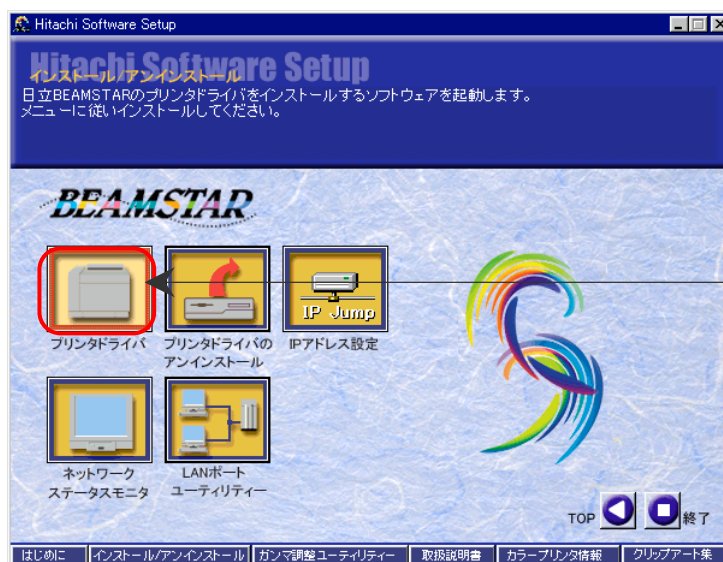 Hitachi Software Setup
Hitachi Software Setup
インストール/アンインストール
日立BEAMSTARのプリンタドライバをインストールするソフトウェアを起動します。
メニューに従いインストールしてください。
BEAMSTAR
IP Jump
プリンタドライバ
プリンタドライバの
アンインストール
IPアドレス設定
ネットワーク
ステータスモニタ
LANポート
ユーティリティー
TOP
終了
はじめに
インストール/アンインストール
ガンマ調整ユーティリティー
取扱説明書
カラープリンタ情報
クリップアート集